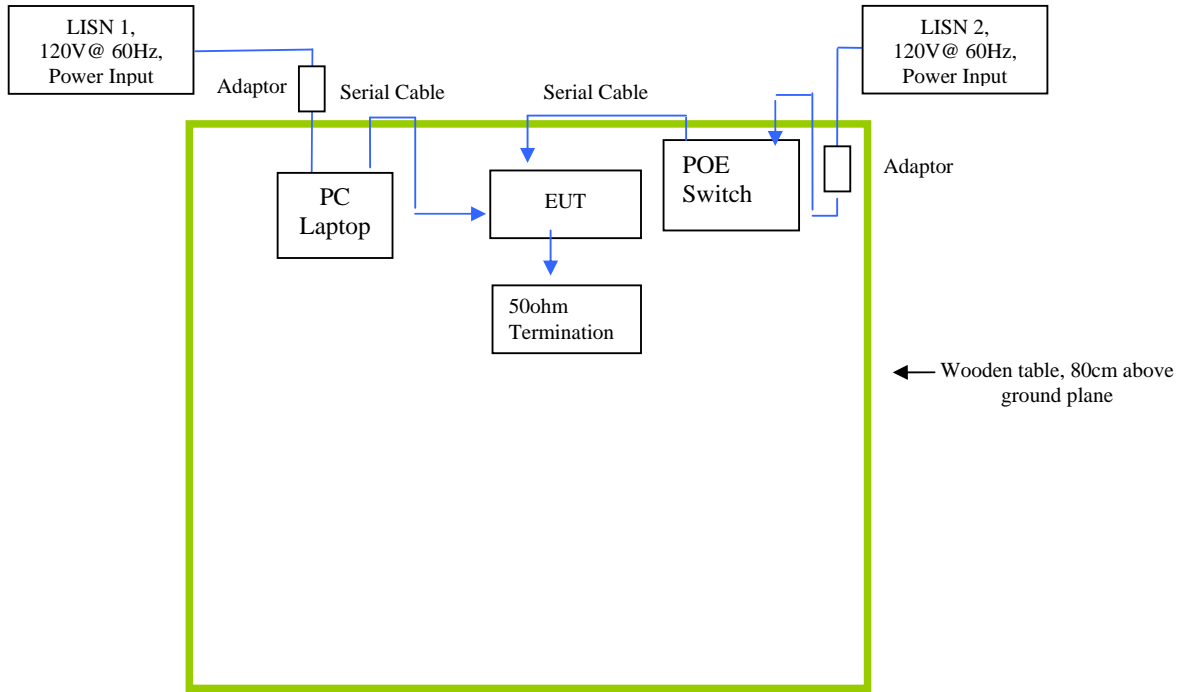 LISN 1,
120V@ 60Hz,
Power Input
LISN 2,
120V@ 60Hz,
Power Input
Adaptor
Serial Cable
Serial Cable
Adaptor
PC
Laptop
EUT
POE
Switch
50ohm
Termination
Wooden table, 80cm above
ground plane